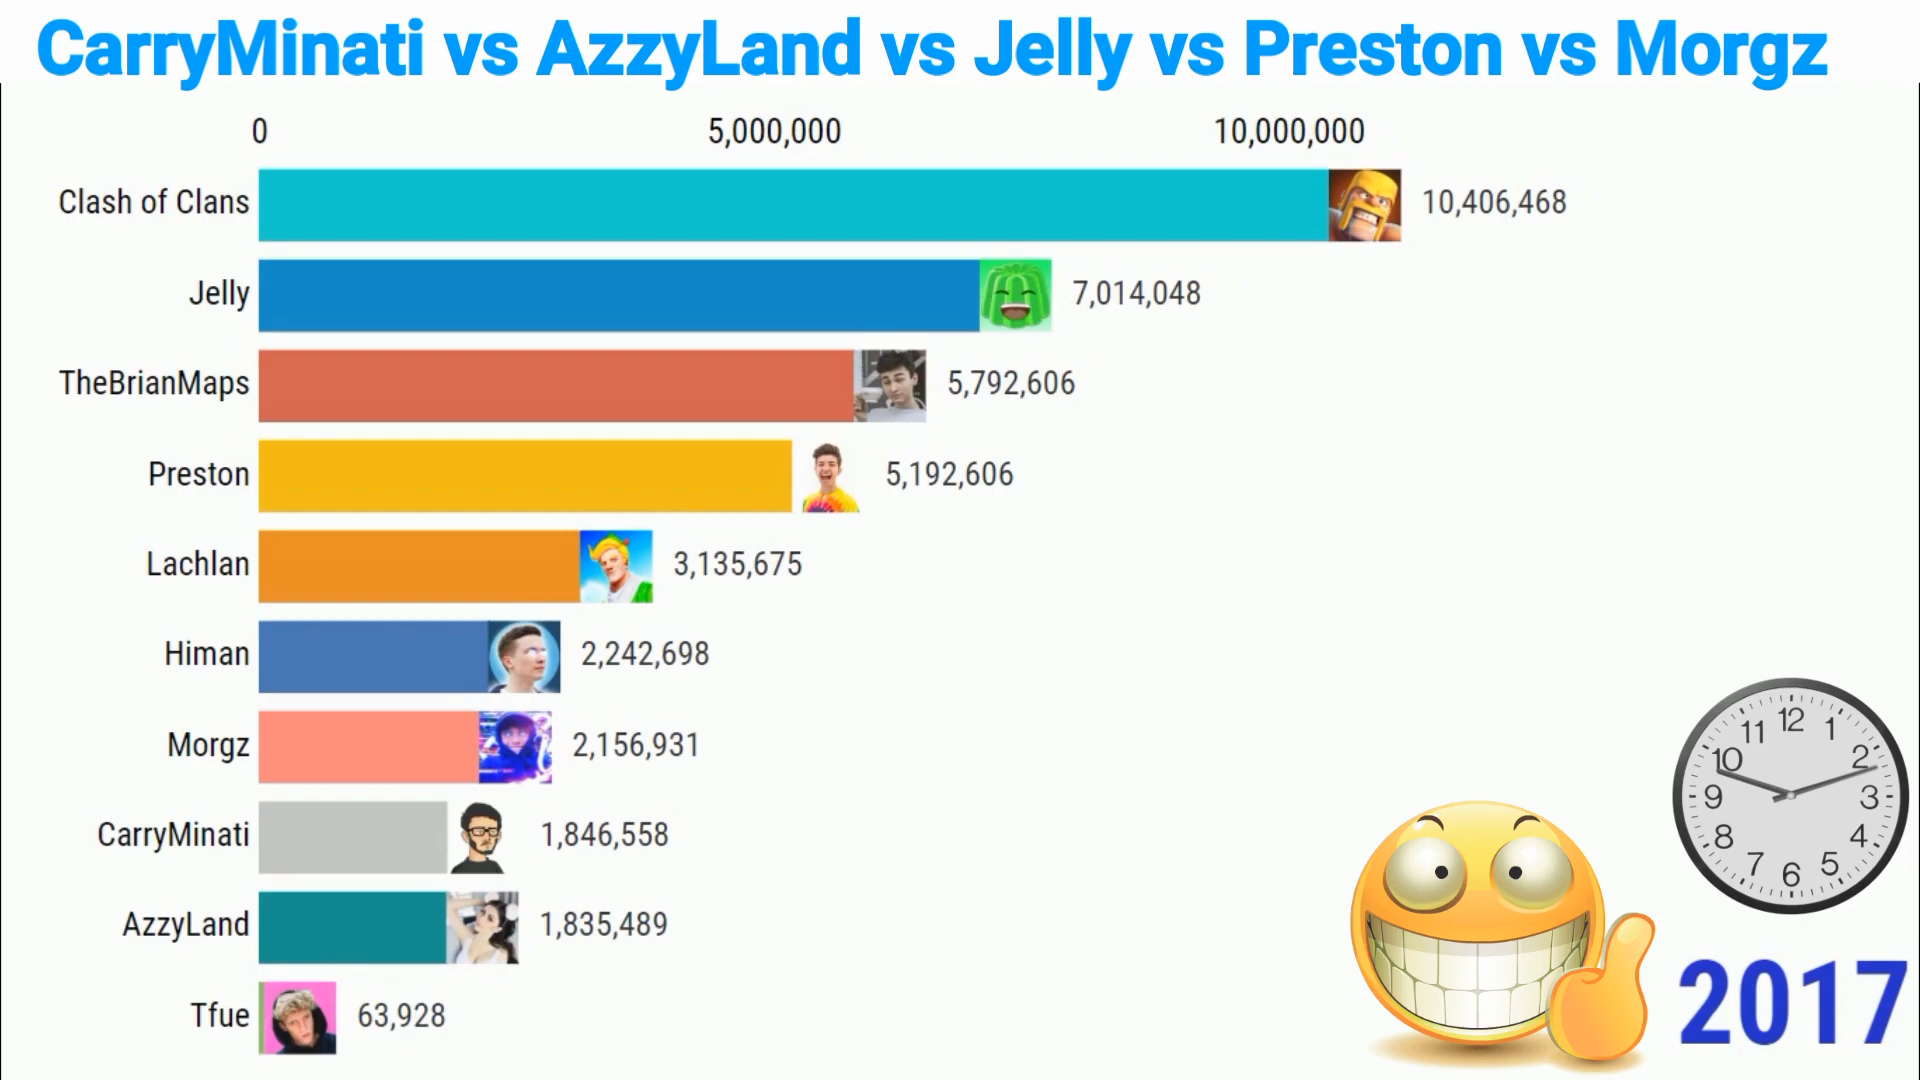 CarryMinati vs AzzyLand vs Jelly vs Preston vs Morgz
0 5,000,000 10,000,000
Clash of Clans 10,406,468
Jelly 7,014,048
TheBrianMaps 5,792,606
Preston 5,192,606
Lachlan 3,135,675
Himan 2,242,698
Morgz 2,156,931
CarryMinati 1,846,558
AzzyLand 1,835,489
Tfue 63,928
12
1
2
3
4
5
6
7
8
9
10
11
2017